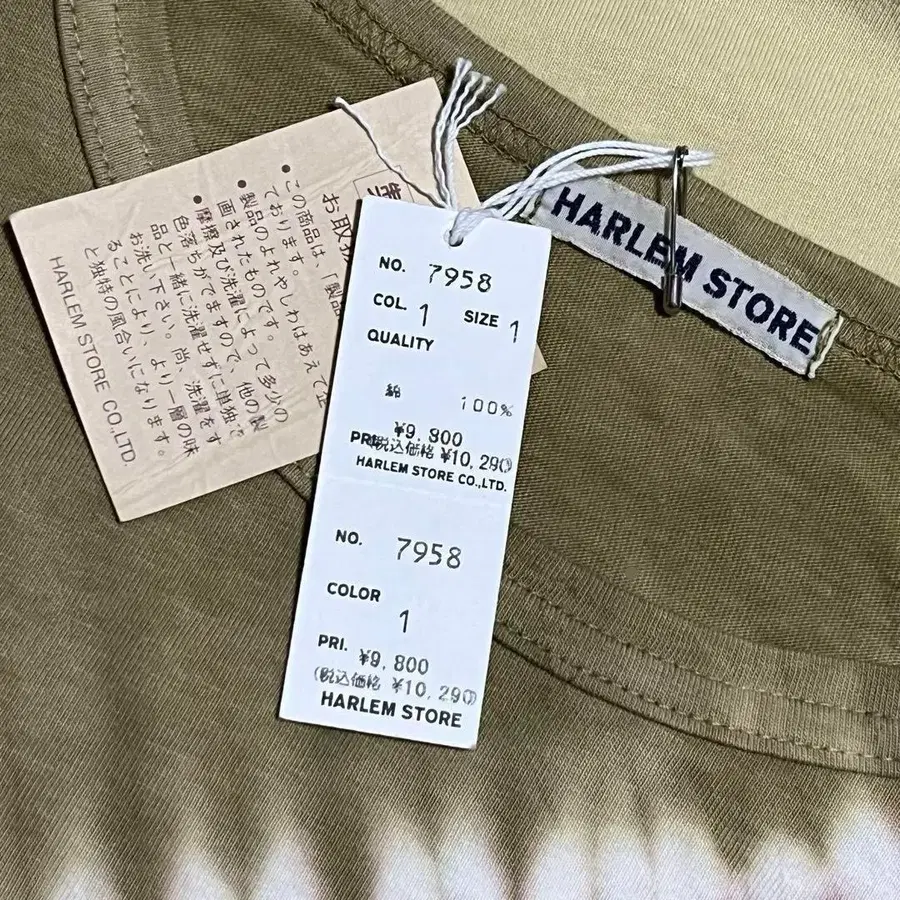 HARLEM STORE
NO. 7958
COL. 1 SIZE 1
QUALITY
綿 100%
¥9,800
PRI. (税込価格 ¥10,290)
HARLEM STORE CO.,LTD.
NO. 7958
COLOR 1
PRI. ¥9,800
(税込価格 ¥10,290)
HARLEM STORE
お取扱
●この商品は、「製品
ております。
製品のよれやしわはあえて企
画されたものです。
●摩擦及び洗濯によって多少の
色落ちがでますので、他の製
品と一緒に洗濯せずに単独で
お洗い下さい。尚、洗濯をす
ることにより、より一層の味
と独特の風合いになります。
HARLEM STORE CO.,LTD.